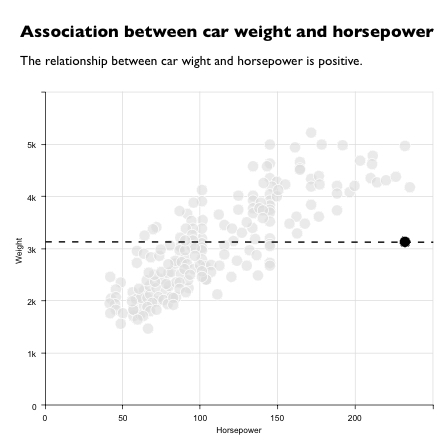 Association between car weight and horsepower
The relationship between car wight and horsepower is positive.
5k
4k
3k
2k
1k
0
Weight
0 50 100 150 200
Horsepower